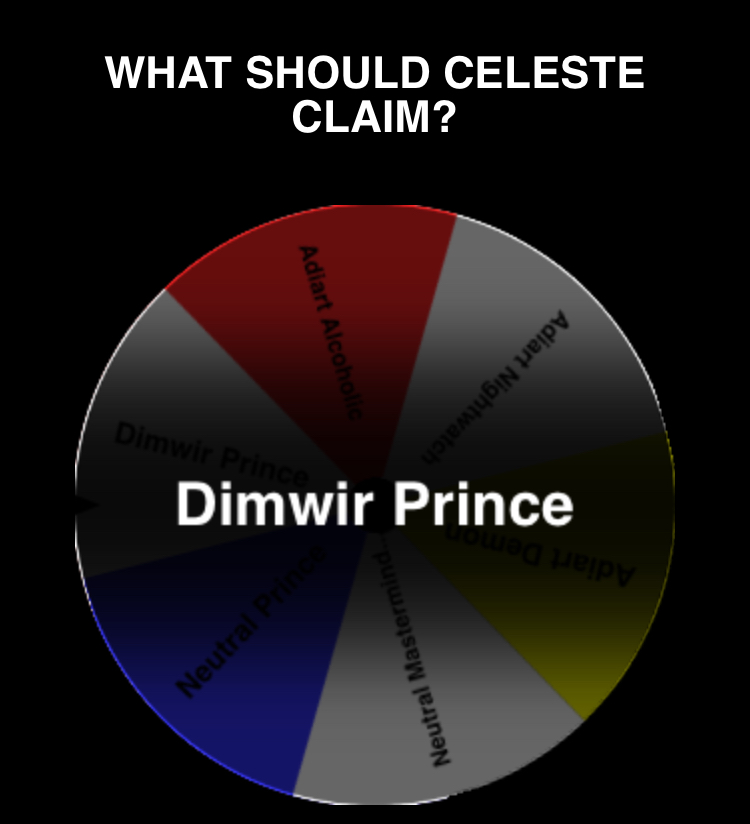 WHAT SHOULD CELESTE
CLAIM?
Adiart Alcoholic
Adiart Nightwatch
Dimwir Prince
Dimwir Prince
Adiart Demon
Neutral Prince
Neutral Mastermind...